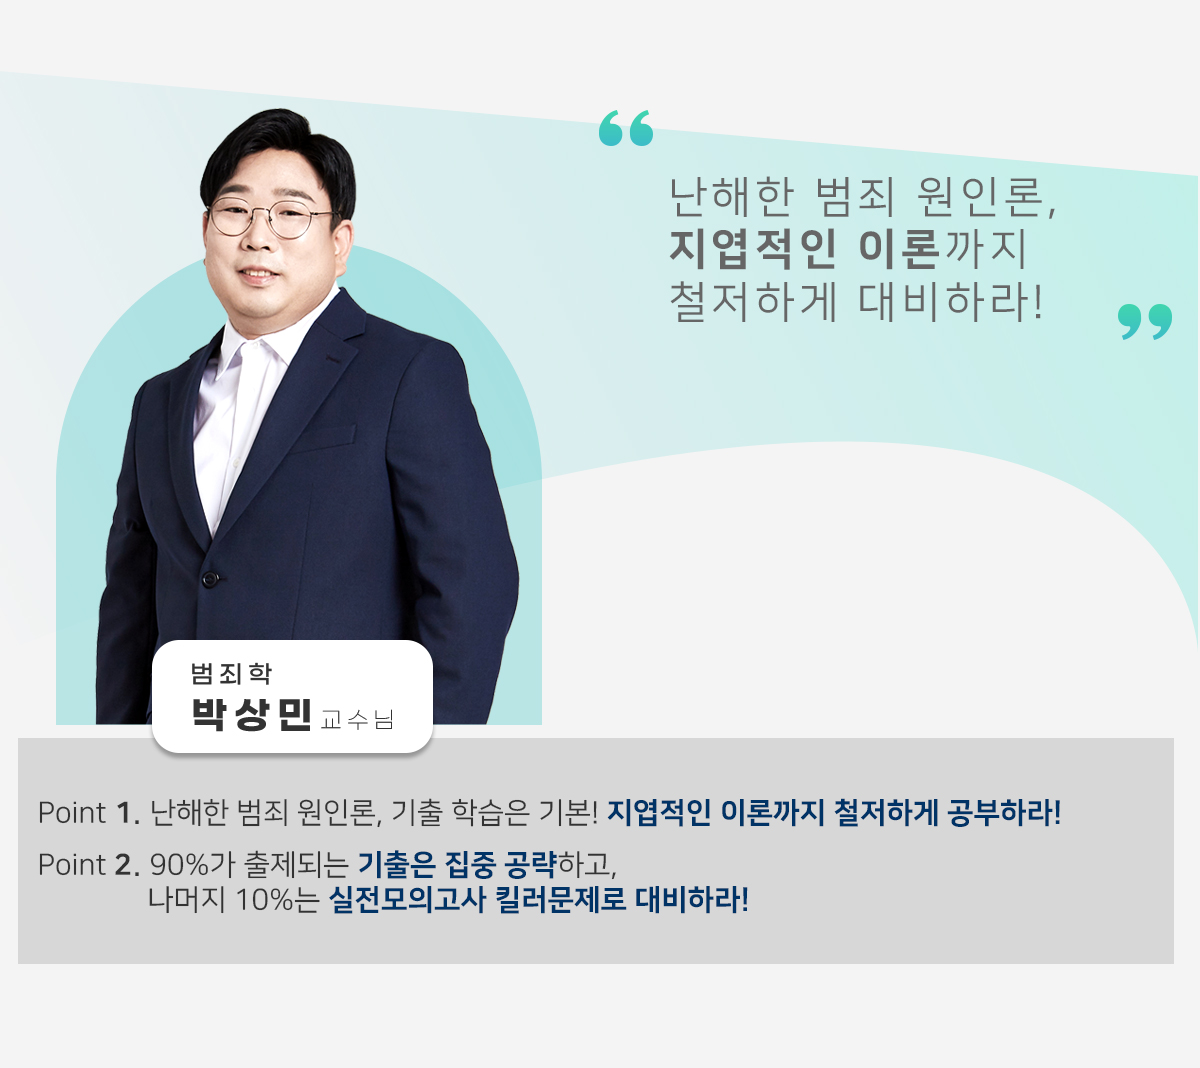 난해한 범죄 원인론,
지엽적인 이론까지
철저하게 대비하라!
범죄학
박상민 교수님
Point 1. 난해한 범죄 원인론, 기출 학습은 기본! 지엽적인 이론까지 철저하게 공부하라!
Point 2. 90%가 출제되는 기출은 집중 공략하고,
나머지 10%는 실전모의고사 킬러문제로 대비하라!